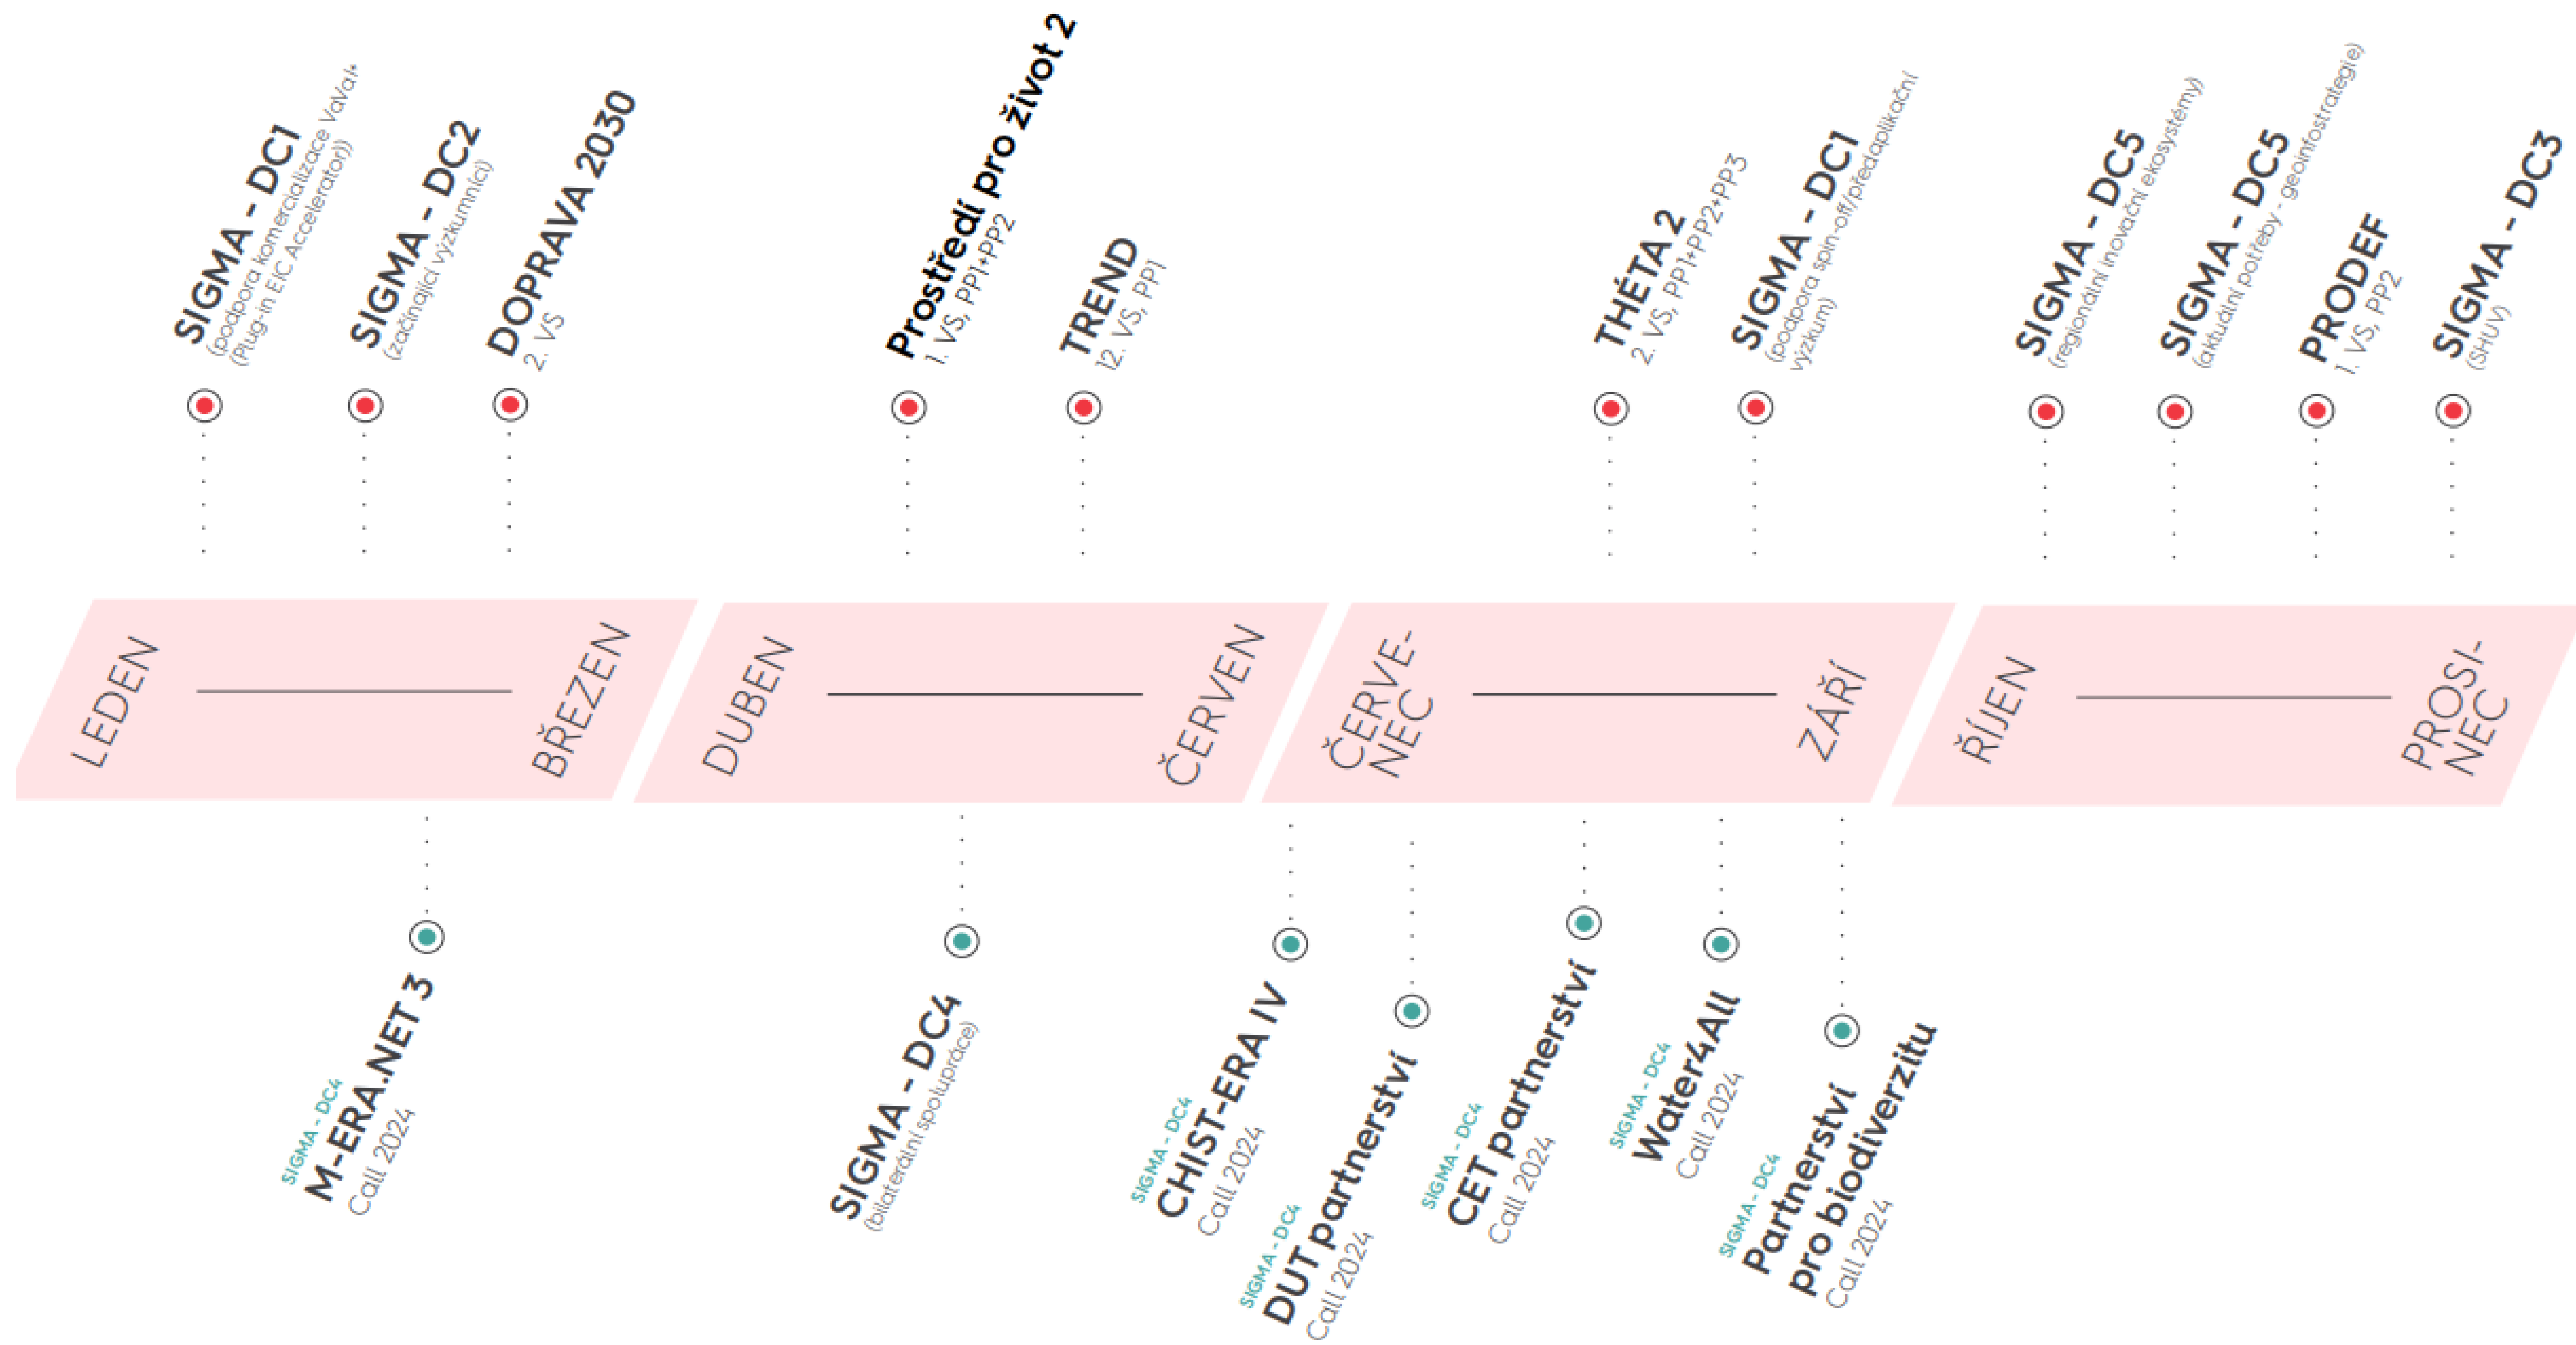 SIGMA - DC1
(podpora komercializace VaVaI+
(Plug-in EIC Accelerator))
SIGMA - DC2
(začínající výzkumníci)
DOPRAVA 2030
2. VS
Prostředí pro život 2
1. VS, PP1+PP2
TREND
12. VS, PP1
THÉTA 2
2. VS, PP1+PP2+PP3
SIGMA - DC1
(podpora spin-off/předaplikační
výzkum)
SIGMA - DC5
(regionální inovační ekosystémy)
SIGMA - DC5
(aktuální potřeby - geoinfostrategie)
PRODEF
1. VS, PP2
SIGMA - DC3
(SHUV)
LEDEN
BŘEZEN
DUBEN
ČERVEN
ČERVE-
NEC
ZÁŘÍ
ŘÍJEN
PROSI-
NEC
SIGMA - DC4
M-ERA.NET 3
Call 2024
SIGMA - DC4
(bilaterální spolupráce)
SIGMA - DC4
CHIST-ERA IV
Call 2024
SIGMA - DC4
DUT partnerství
Call 2024
SIGMA - DC4
CET partnerství
Call 2024
SIGMA - DC4
Water4All
Call 2024
SIGMA - DC4
Partnerství
pro biodiverzitu
Call 2024